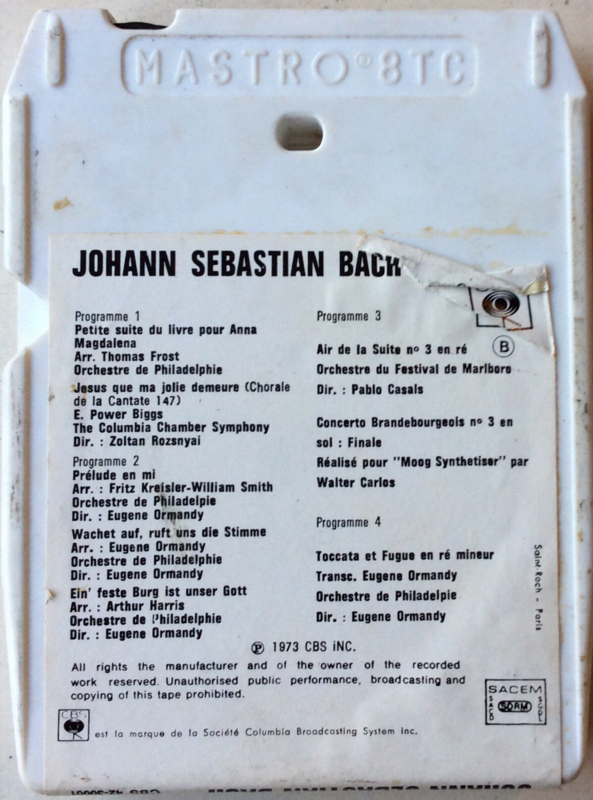 MASTRO® 8TC
JOHANN SEBASTIAN BACH
Programme 1
Petite suite du livre pour Anna
Magdalena
Arr. Thomas Frost
Orchestre de Philadelphie
Jesus que ma jolie demeure (Chorale
de la Cantate 147)
E. Power Biggs
The Columbia Chamber Symphony
Dir. : Zoltan Rozsnyai
Programme 2
Prélude en mi
Arr. : Fritz Kreisler-William Smith
Orchestre de Philadelpie
Dir. : Eugene Ormandy
Wachet auf, ruft uns die Stimme
Arr. : Eugene Ormandy
Orchestre de Philadelphie
Dir. : Eugene Ormandy
Ein' feste Burg ist unser Gott
Arr. : Arthur Harris
Orchestre de Philadelphie
Dir. : Eugene Ormandy
Programme 3
B
Air de la Suite nº 3 en ré
Orchestre du Festival de Marlboro
Dir. : Pablo Casals
Concerto Brandebourgeois nº 3 en
sol : Finale
Réalisé pour "Moog Synthetiser" par
Walter Carlos
Programme 4
Toccata et Fugue en ré mineur
Transc. Eugene Ormandy
Orchestre de Philadelpie
Dir. : Eugene Ormandy
Saint-Roch - Paris
Ⓟ 1973 CBS iNC.
All rights the manufacturer and of the owner of the recorded
work reserved. Unauthorised public performance, broadcasting and
copying of this tape prohibited.
SACEM
SACD SDRM SGDL
CBS
est la marque de la Société Columbia Broadcasting System Inc.
JOHANN SEBASTIAN BACH